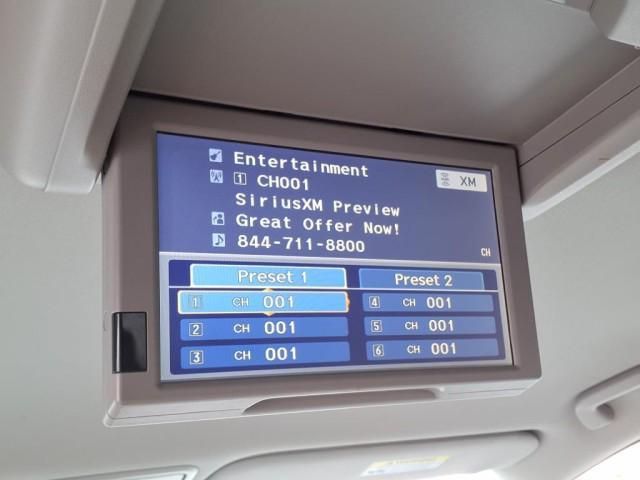 Entertainment
1 CH001
XM
SiriusXM Preview
Great Offer Now!
844-711-8800
CH
Preset 1 Preset 2
1 CH 001 4 CH 001
2 CH 001 5 CH 001
3 CH 001 6 CH 001